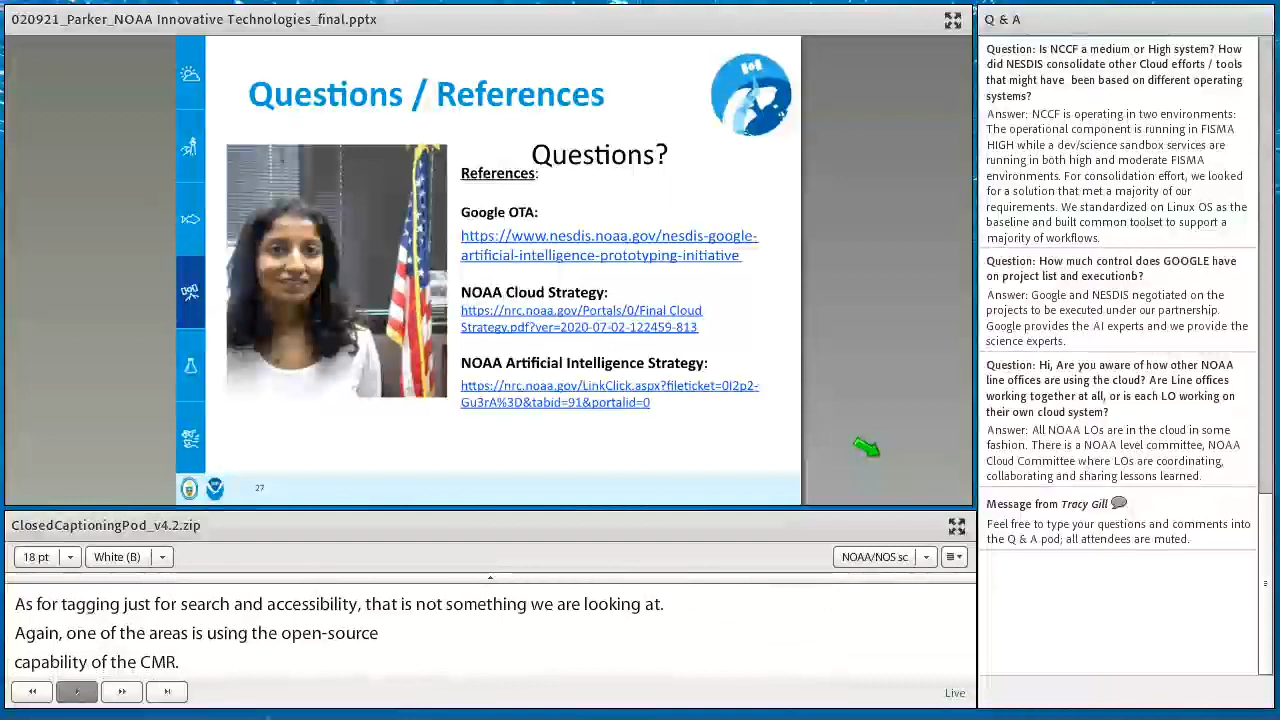 020921_Parker_NOAA Innovative Technologies_final.pptx
Questions / References
Questions?
References:
Google OTA:
https://www.nesdis.noaa.gov/nesdis-google-
artificial-intelligence-prototyping-initiative
NOAA Cloud Strategy:
https://nrc.noaa.gov/Portals/0/Final Cloud
Strategy.pdf?ver=2020-07-02-122459-813
NOAA Artificial Intelligence Strategy:
https://nrc.noaa.gov/LinkClick.aspx?fileticket=0I2p2-
Gu3rA%3D&tabid=91&portalid=0
27
ClosedCaptioningPod_v4.2.zip
18 pt
White (B)
NOAA/NOS sc
As for tagging just for search and accessibility, that is not something we are looking at.
Again, one of the areas is using the open-source
capability of the CMR.
Live
Q & A
Question: Is NCCF a medium or High system? How
did NESDIS consolidate other Cloud efforts / tools
that might have been based on different operating
systems?
Answer: NCCF is operating in two environments:
The operational component is running in FISMA
HIGH while a dev/science sandbox services are
running in both high and moderate FISMA
environments. For consolidation effort, we looked
for a solution that met a majority of our
requirements. We standardized on Linux OS as the
baseline and built common toolset to support a
majority of workflows.
Question: How much control does GOOGLE have
on project list and executionb?
Answer: Google and NESDIS negotiated on the
projects to be executed under our partnership.
Google provides the AI experts and we provide the
science experts.
Question: Hi, Are you aware of how other NOAA
line offices are using the cloud? Are Line offices
working together at all, or is each LO working on
their own cloud system?
Answer: All NOAA LOs are in the cloud in some
fashion. There is a NOAA level committee, NOAA
Cloud Committee where LOs are coordinating,
collaborating and sharing lessons learned.
Message from Tracy Gill
Feel free to type your questions and comments into
the Q & A pod; all attendees are muted.